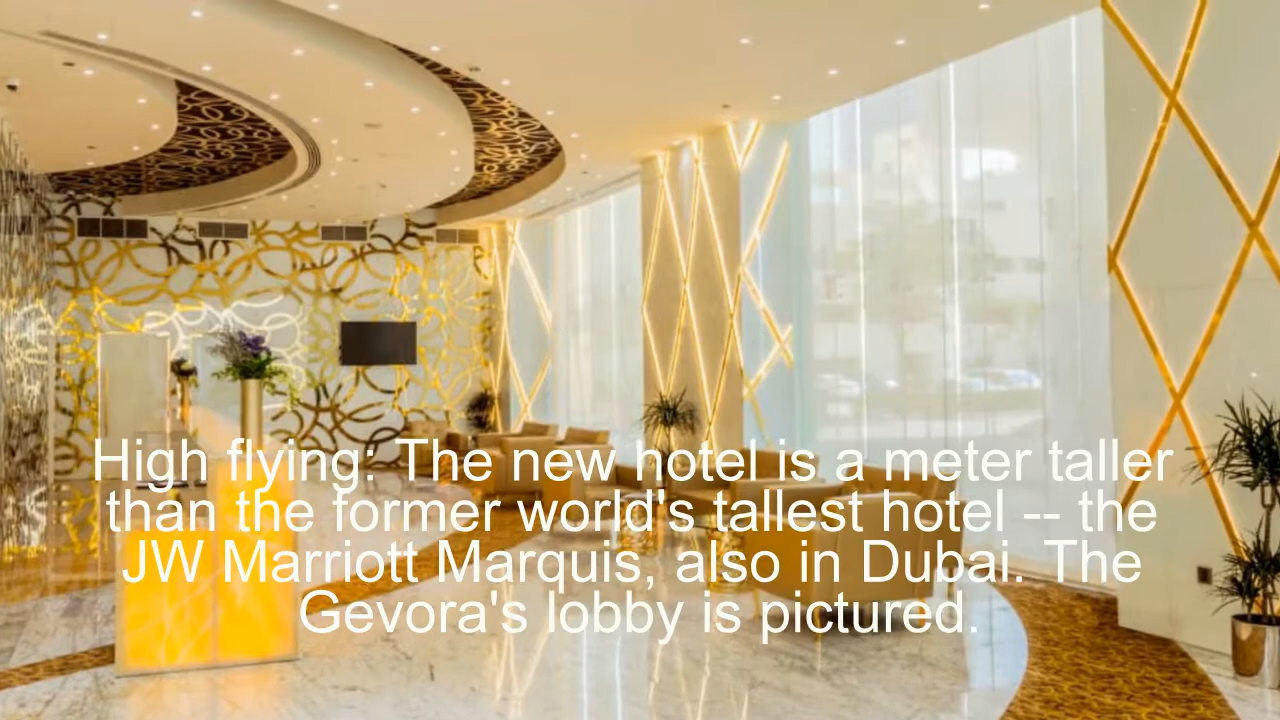 High flying: The new hotel is a meter taller
than the former world's tallest hotel -- the
JW Marriott Marquis, also in Dubai. The
Gevora's lobby is pictured.